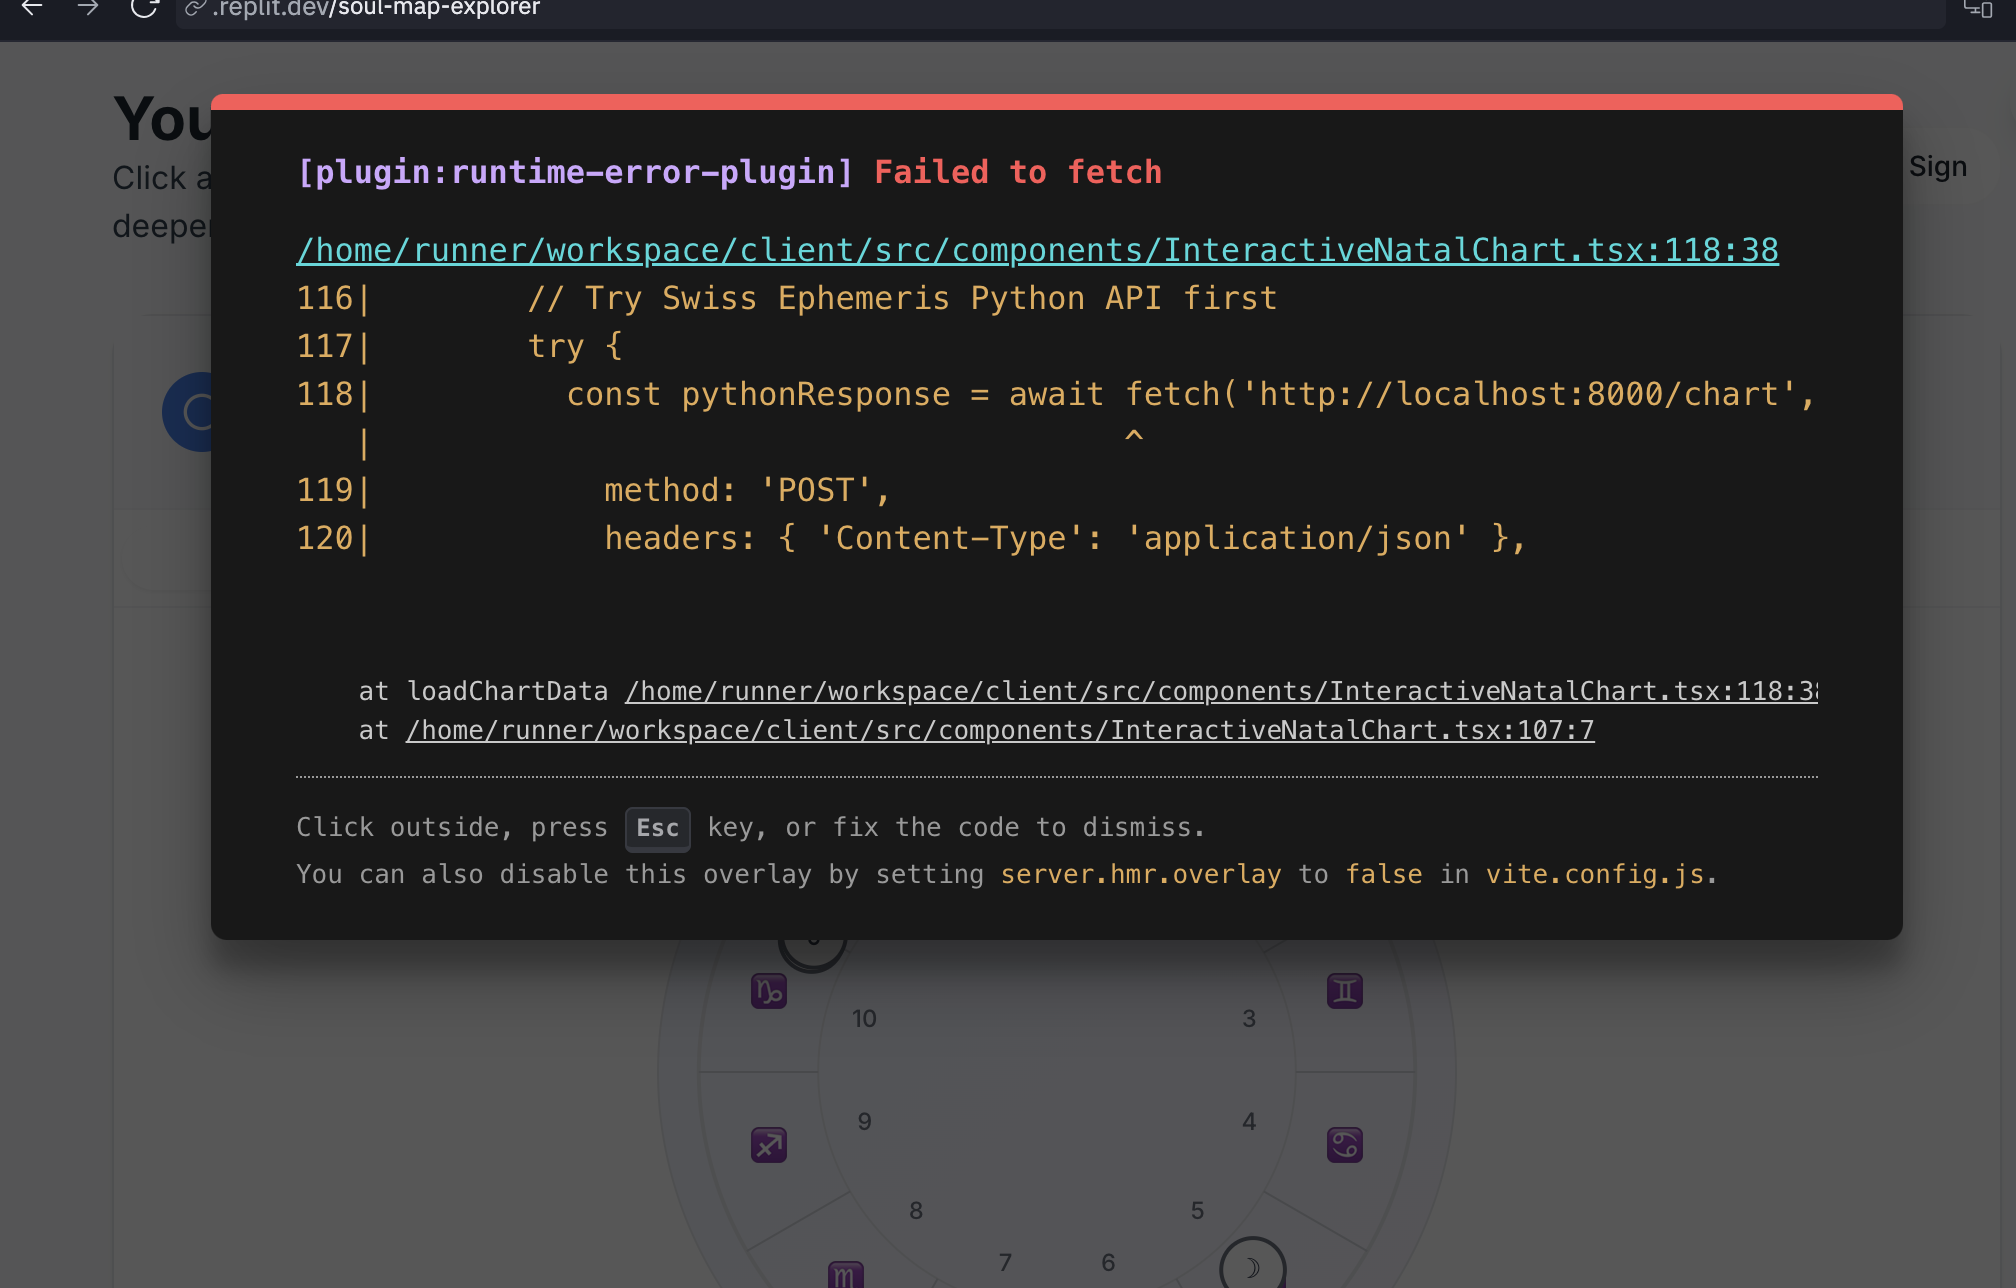 .replit.dev/soul-map-explorer
You
Click a
deeper
Sign
[plugin:runtime-error-plugin] Failed to fetch
/home/runner/workspace/client/src/components/InteractiveNatalChart.tsx:118:38
116|        // Try Swiss Ephemeris Python API first
117|        try {
118|          const pythonResponse = await fetch('http://localhost:8000/chart',
   |                                       ^
119|            method: 'POST',
120|            headers: { 'Content-Type': 'application/json' },
at loadChartData /home/runner/workspace/client/src/components/InteractiveNatalChart.tsx:118:38
at /home/runner/workspace/client/src/components/InteractiveNatalChart.tsx:107:7
Click outside, press Esc key, or fix the code to dismiss.
You can also disable this overlay by setting server.hmr.overlay to false in vite.config.js.
♑ 10 3 ♊
♐ 9 4 ♋
8 5
♏ 7 6 ☽